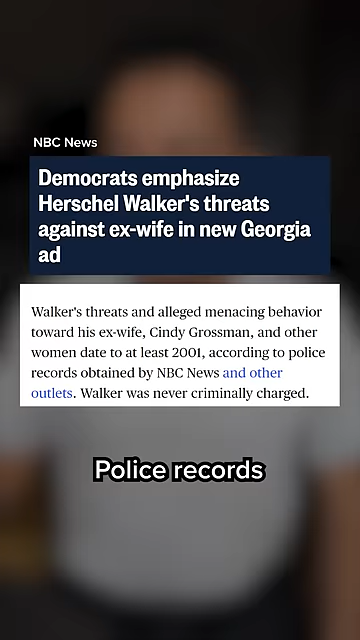 NBC News
Democrats emphasize
Herschel Walker's threats
against ex-wife in new Georgia
ad
Walker's threats and alleged menacing behavior
toward his ex-wife, Cindy Grossman, and other
women date to at least 2001, according to police
records obtained by NBC News and other
outlets. Walker was never criminally charged.
Police records